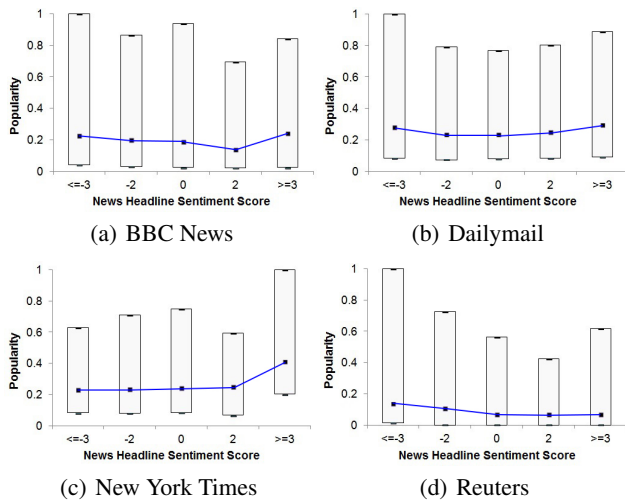 1
0.8
0.6
0.4
0.2
0
Popularity
<=-3 -2 0 2 >=3
News Headline Sentiment Score
(a) BBC News
1
0.8
0.6
0.4
0.2
0
Popularity
<=-3 -2 0 2 >=3
News Headline Sentiment Score
(b) Dailymail
1
0.8
0.6
0.4
0.2
0
Popularity
<=-3 -2 0 2 >=3
News Headline Sentiment Score
(c) New York Times
1
0.8
0.6
0.4
0.2
0
Popularity
<=-3 -2 0 2 >=3
News Headline Sentiment Score
(d) Reuters